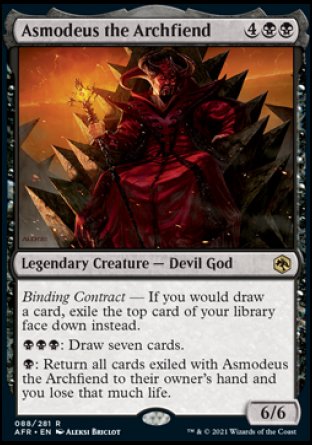 Asmodeus the Archfiend 4
ALEKSI
Legendary Creature — Devil God
Binding Contract — If you would draw
a card, exile the top card of your library
face down instead.
: Draw seven cards.
: Return all cards exiled with Asmodeus
the Archfiend to their owner's hand and
you lose that much life.
6/6
088/281 R
AFR • EN ALEKSI BRICLOT ™ & © 2021 Wizards of the Coast